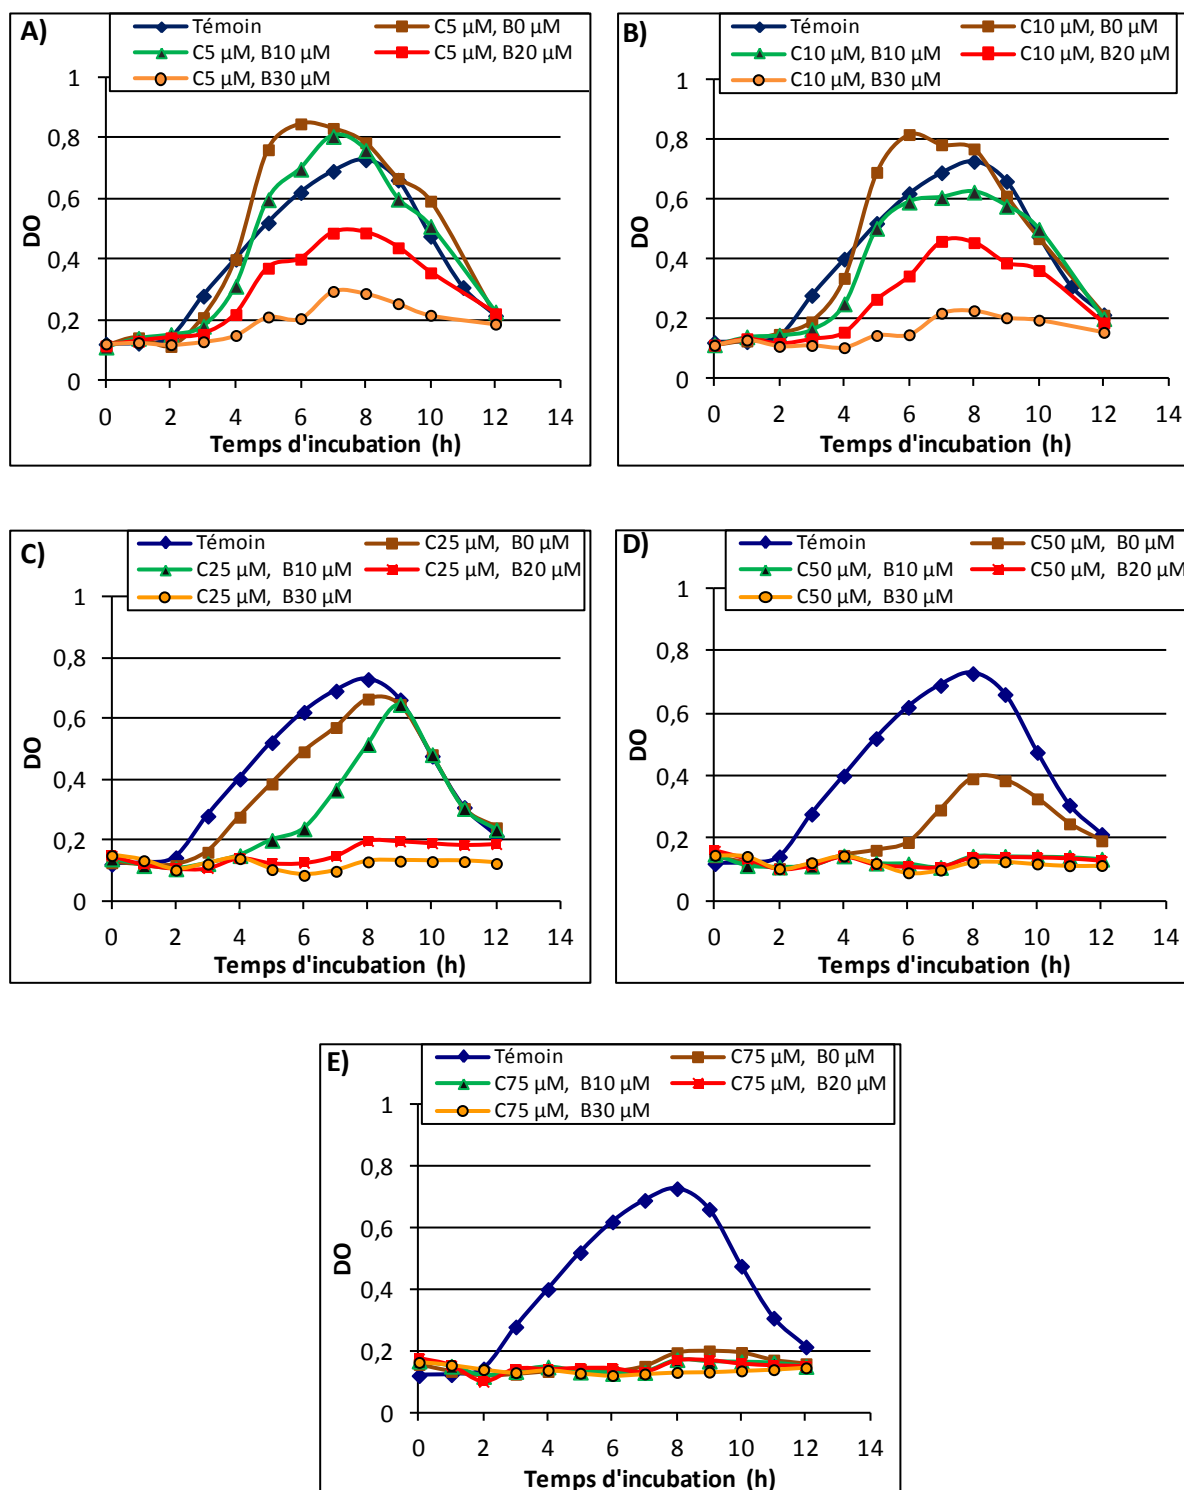 A)
Témoin C5 µM, B0 µM
C5 µM, B10 µM C5 µM, B20 µM
C5 µM, B30 µM
1
0,8
0,6
0,4
0,2
0
DO
0 2 4 6 8 10 12 14
Temps d'incubation (h)
B)
Témoin C10 µM, B0 µM
C10 µM, B10 µM C10 µM, B20 µM
C10 µM, B30 µM
1
0,8
0,6
0,4
0,2
0
DO
0 2 4 6 8 10 12 14
Temps d'incubation (h)
C)
Témoin C25 µM, B0 µM
C25 µM, B10 µM C25 µM, B20 µM
C25 µM, B30 µM
1
0,8
0,6
0,4
0,2
0
DO
0 2 4 6 8 10 12 14
Temps d'incubation (h)
D)
Témoin C50 µM, B0 µM
C50 µM, B10 µM C50 µM, B20 µM
C50 µM, B30 µM
1
0,8
0,6
0,4
0,2
0
DO
0 2 4 6 8 10 12 14
Temps d'incubation (h)
E)
Témoin C75 µM, B0 µM
C75 µM, B10 µM C75 µM, B20 µM
C75 µM, B30 µM
1
0,8
0,6
0,4
0,2
0
DO
0 2 4 6 8 10 12 14
Temps d'incubation (h)